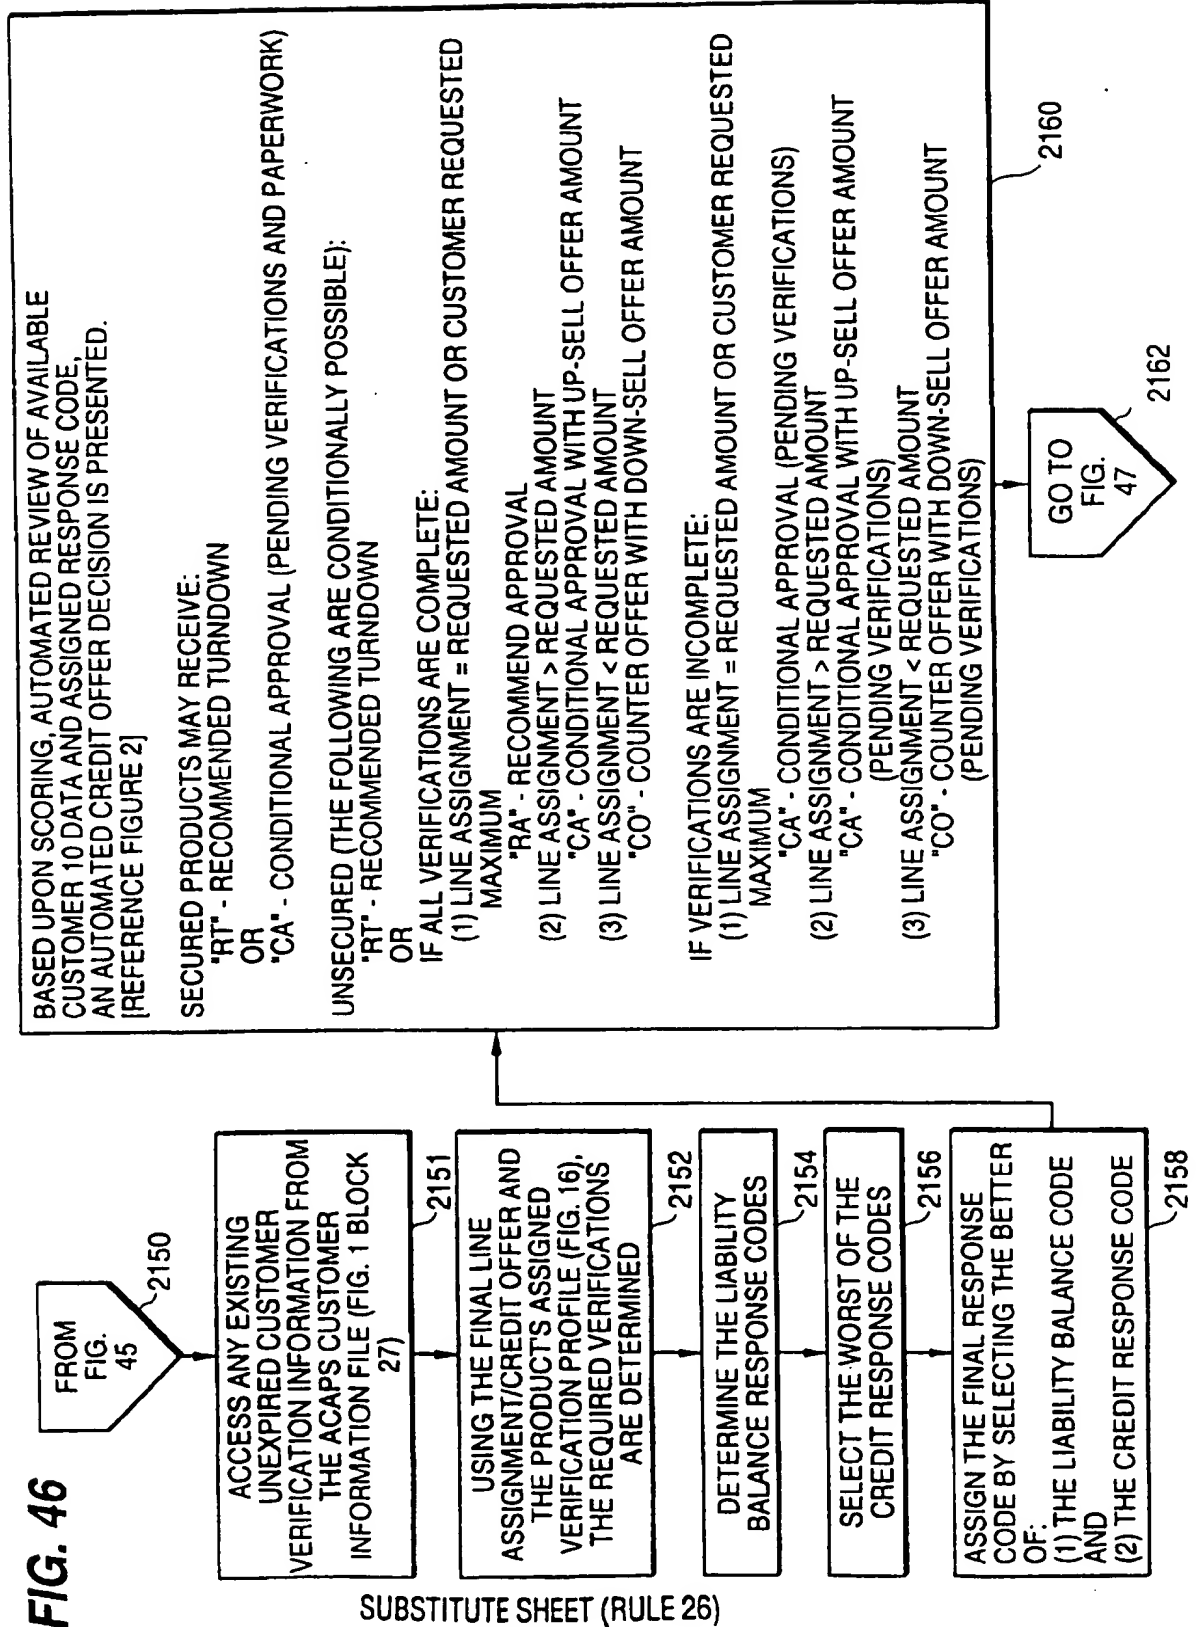 FIG. 46
FROM
FIG.
45
2150
ACCESS ANY EXISTING
UNEXPIRED CUSTOMER
VERIFICATION INFORMATION FROM
THE ACAPS CUSTOMER
INFORMATION FILE (FIG. 1 BLOCK
27)
2151
USING THE FINAL LINE
ASSIGNMENT/CREDIT OFFER AND
THE PRODUCT'S ASSIGNED
VERIFICATION PROFILE (FIG. 16),
THE REQUIRED VERIFICATIONS
ARE DETERMINED
2152
DETERMINE THE LIABILITY
BALANCE RESPONSE CODES
2154
SELECT THE WORST OF THE
CREDIT RESPONSE CODES
2156
ASSIGN THE FINAL RESPONSE
CODE BY SELECTING THE BETTER
OF:
(1) THE LIABILITY BALANCE CODE
AND
(2) THE CREDIT RESPONSE CODE
2158
BASED UPON SCORING, AUTOMATED REVIEW OF AVAILABLE
CUSTOMER 10 DATA AND ASSIGNED RESPONSE CODE,
AN AUTOMATED CREDIT OFFER DECISION IS PRESENTED.
[REFERENCE FIGURE 2]
SECURED PRODUCTS MAY RECEIVE:
"RT" - RECOMMENDED TURNDOWN
OR
"CA" - CONDITIONAL APPROVAL (PENDING VERIFICATIONS AND PAPERWORK)
UNSECURED (THE FOLLOWING ARE CONDITIONALLY POSSIBLE):
"RT" - RECOMMENDED TURNDOWN
OR
IF ALL VERIFICATIONS ARE COMPLETE:
(1) LINE ASSIGNMENT = REQUESTED AMOUNT OR CUSTOMER REQUESTED
MAXIMUM
"RA" - RECOMMEND APPROVAL
(2) LINE ASSIGNMENT > REQUESTED AMOUNT
"CA" - CONDITIONAL APPROVAL WITH UP-SELL OFFER AMOUNT
(3) LINE ASSIGNMENT < REQUESTED AMOUNT
"CO" - COUNTER OFFER WITH DOWN-SELL OFFER AMOUNT
IF VERIFICATIONS ARE INCOMPLETE:
(1) LINE ASSIGNMENT = REQUESTED AMOUNT OR CUSTOMER REQUESTED
MAXIMUM
"CA" - CONDITIONAL APPROVAL (PENDING VERIFICATIONS)
(2) LINE ASSIGNMENT > REQUESTED AMOUNT
"CA" - CONDITIONAL APPROVAL WITH UP-SELL OFFER AMOUNT
(PENDING VERIFICATIONS)
(3) LINE ASSIGNMENT < REQUESTED AMOUNT
"CO" - COUNTER OFFER WITH DOWN-SELL OFFER AMOUNT
(PENDING VERIFICATIONS)
2160
GO TO
FIG.
47
2162
SUBSTITUTE SHEET (RULE 26)